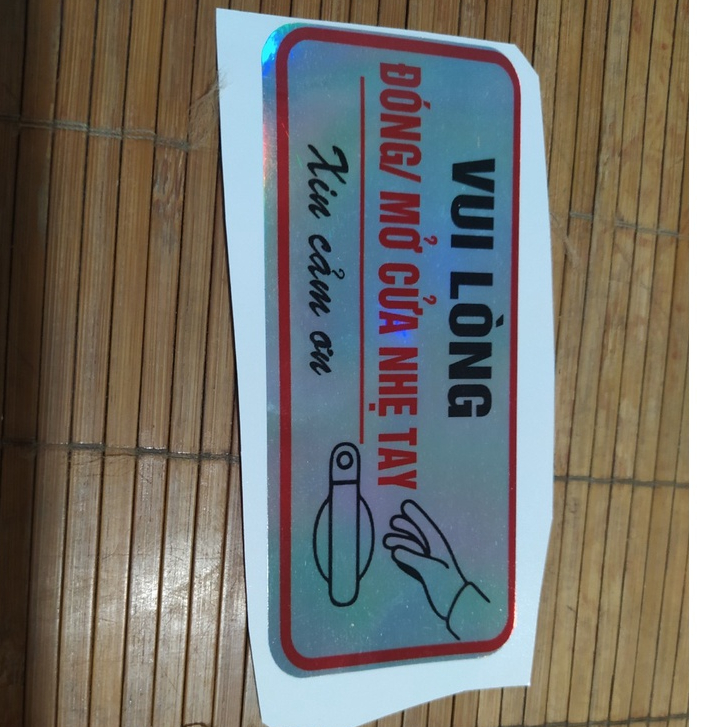 VUI LÒNG
ĐÓNG/ MỞ CỬA NHẸ TAY
Xin cảm ơn